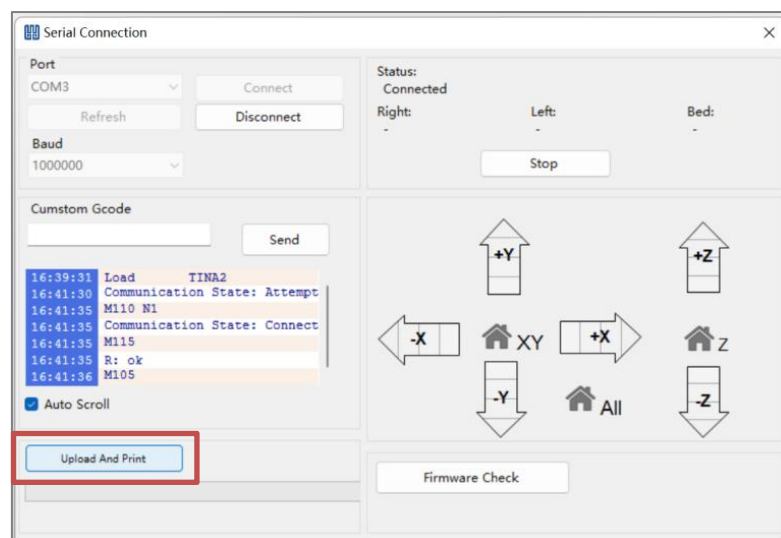 Serial Connection
Port
COM3
Connect
Refresh
Disconnect
Baud
1000000
Status:
Connected
Right:
Left:
Bed:
-
-
-
Stop
Cumstom Gcode
Send
16:39:31 Load TINA2
16:41:30 Communication State: Attempt
16:41:35 M110 N1
16:41:35 Communication State: Connect
16:41:35 M115
16:41:35 R: ok
16:41:36 M105
Auto Scroll
+Y
+Z
-X
XY
+X
Z
-Y
All
-Z
Upload And Print
Firmware Check